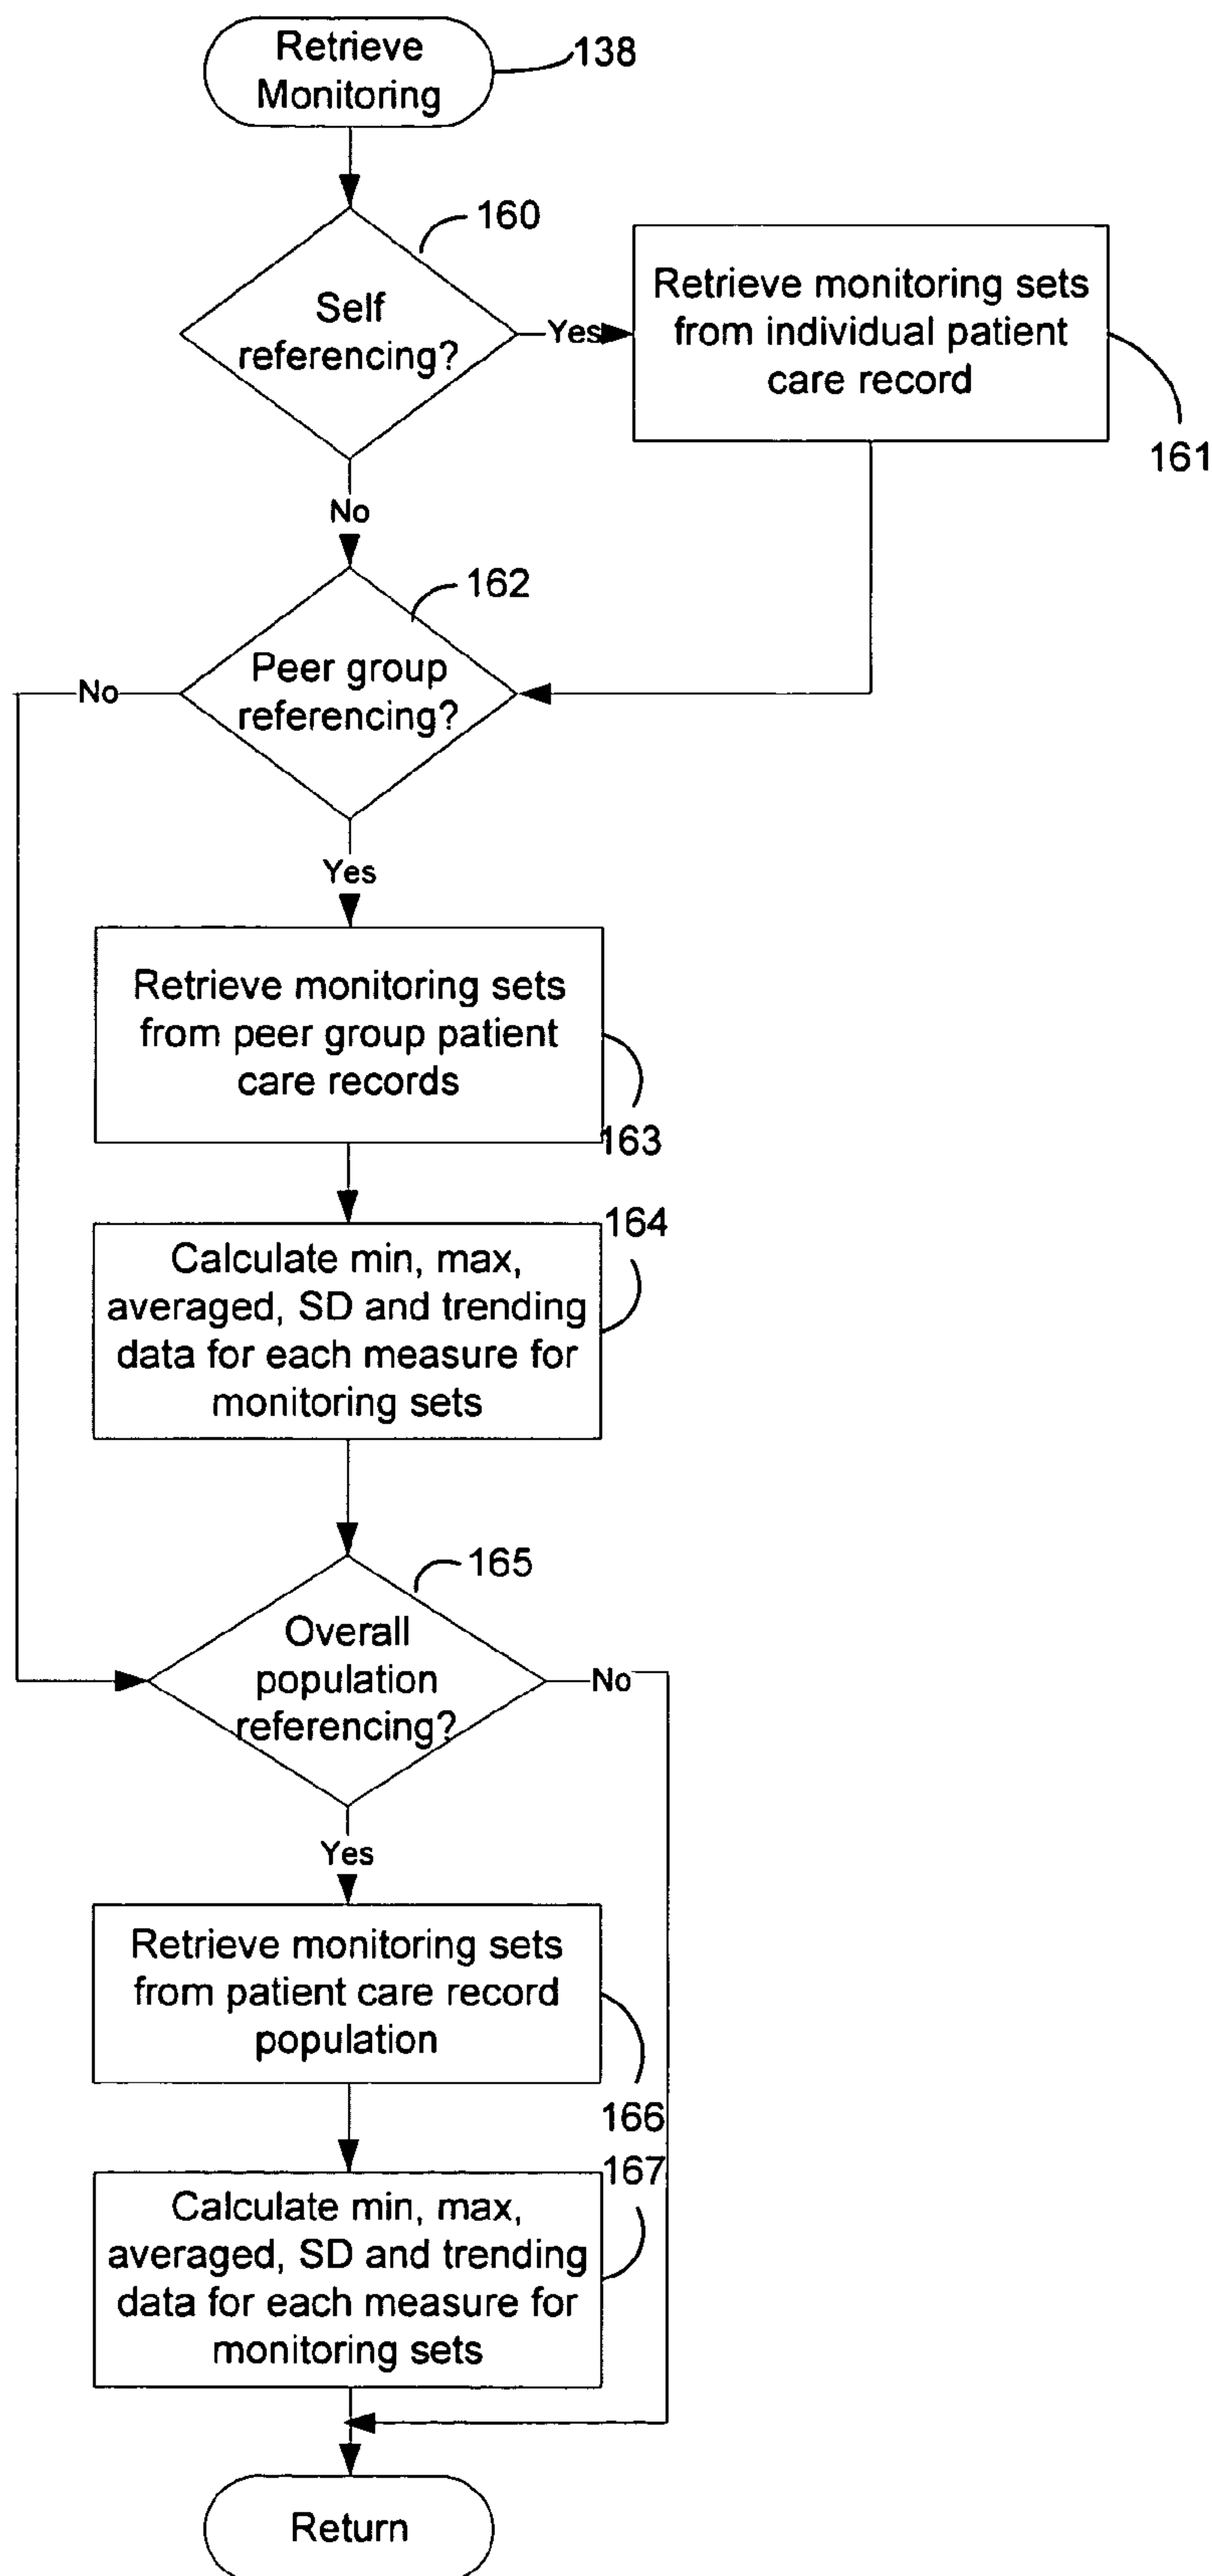 Retrieve
Monitoring
138
160
Self
referencing?
Yes
Retrieve monitoring sets
from individual patient
care record
161
No
162
Peer group
referencing?
No
Yes
Retrieve monitoring sets
from peer group patient
care records
163
164
Calculate min, max,
averaged, SD and trending
data for each measure for
monitoring sets
165
Overall
population
referencing?
No
Yes
Retrieve monitoring sets
from patient care record
population
166
167
Calculate min, max,
averaged, SD and trending
data for each measure for
monitoring sets
Return